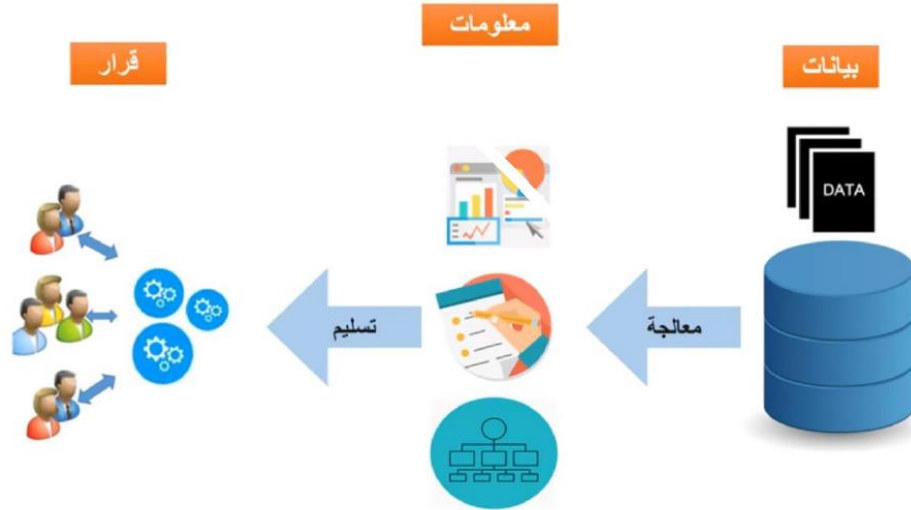 معلومات
بيانات
قرار
DATA
معالجة
تسليم